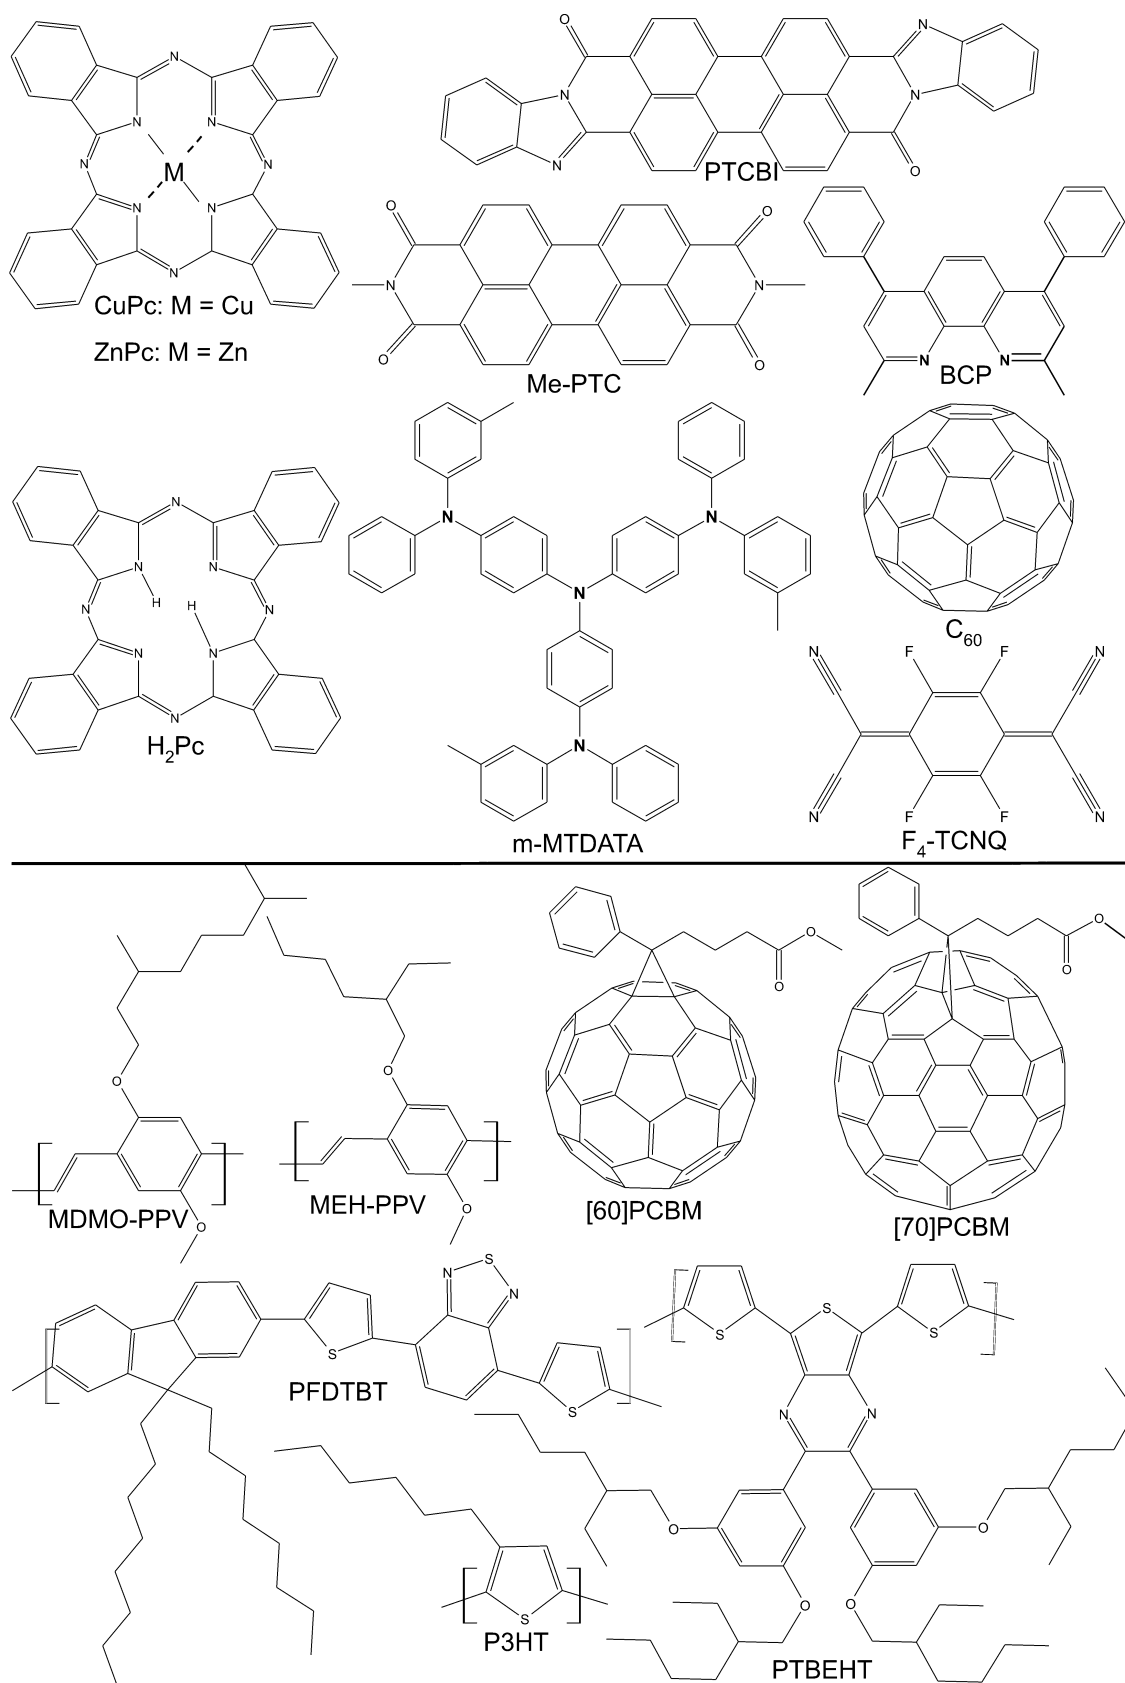 O
N
N
N
N
N
N
M
N
N
N
N
N
N
O
PTCBI
CuPc: M = Cu
ZnPc: M = Zn
O
O
N
N
O
O
Me-PTC
N
N
BCP
N
N
N
N
H
H
N
N
N
N
H₂Pc
N
N
N
N
m-MTDATA
C₆₀
N
F
F
N
N
F
F
N
F₄-TCNQ
O
O
MDMO-PPV
O
O
MEH-PPV
O
O
[60]PCBM
O
O
[70]PCBM
N
S
N
S
S
PFDTBT
P3HT
S
S
S
S
N
N
O
O
O
O
PTBEHT